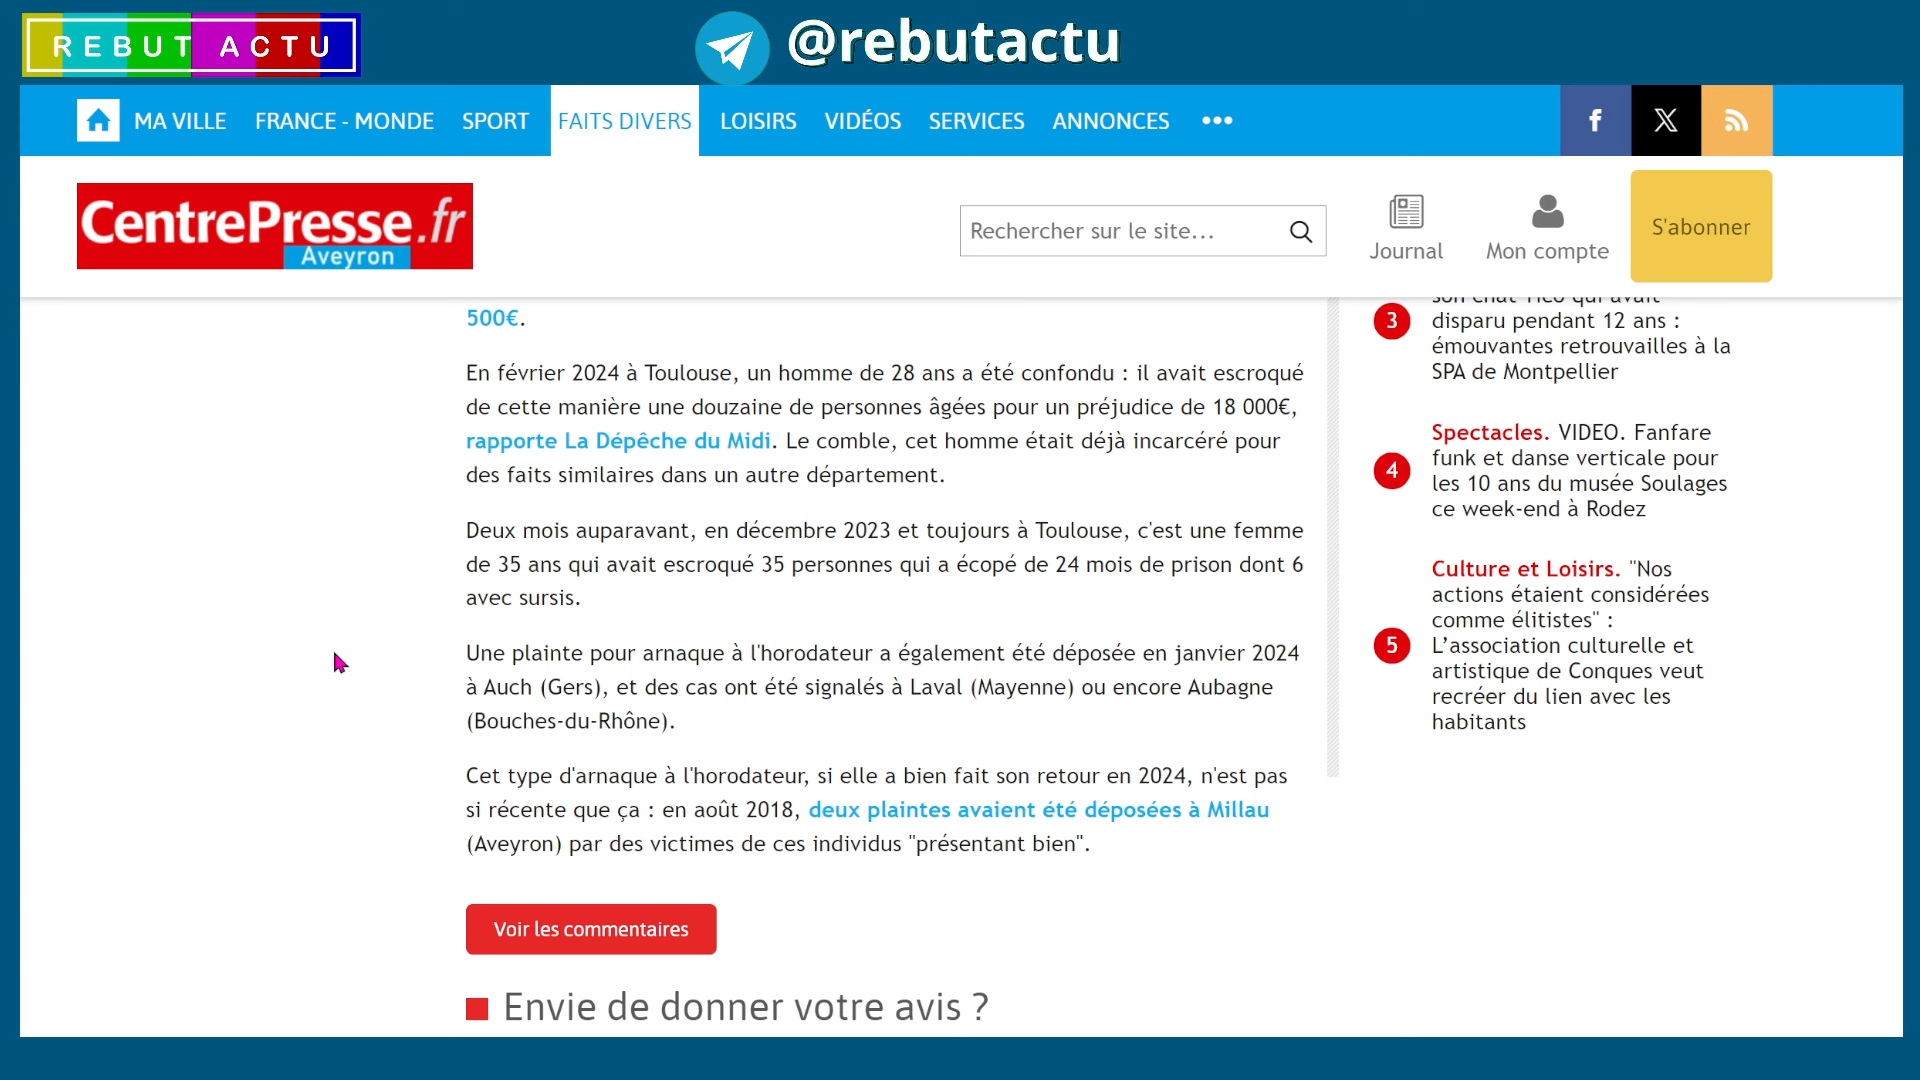 REBUT ACTU
@rebutactu
MA VILLE FRANCE - MONDE SPORT FAITS DIVERS LOISIRS VIDÉOS SERVICES ANNONCES •••
CentrePresse.fr
Aveyron
Rechercher sur le site...
Journal
Mon compte
S'abonner
500€.
En février 2024 à Toulouse, un homme de 28 ans a été confondu : il avait escroqué
de cette manière une douzaine de personnes âgées pour un préjudice de 18 000€,
rapporte La Dépêche du Midi. Le comble, cet homme était déjà incarcéré pour
des faits similaires dans un autre département.
Deux mois auparavant, en décembre 2023 et toujours à Toulouse, c'est une femme
de 35 ans qui avait escroqué 35 personnes qui a écopé de 24 mois de prison dont 6
avec sursis.
Une plainte pour arnaque à l'horodateur a également été déposée en janvier 2024
à Auch (Gers), et des cas ont été signalés à Laval (Mayenne) ou encore Aubagne
(Bouches-du-Rhône).
Cet type d'arnaque à l'horodateur, si elle a bien fait son retour en 2024, n'est pas
si récente que ça : en août 2018, deux plaintes avaient été déposées à Millau
(Aveyron) par des victimes de ces individus "présentant bien".
Voir les commentaires
Envie de donner votre avis ?
3
disparu pendant 12 ans :
émouvantes retrouvailles à la
SPA de Montpellier
4
Spectacles. VIDEO. Fanfare
funk et danse verticale pour
les 10 ans du musée Soulages
ce week-end à Rodez
5
Culture et Loisirs. "Nos
actions étaient considérées
comme élitistes" :
L’association culturelle et
artistique de Conques veut
recréer du lien avec les
habitants